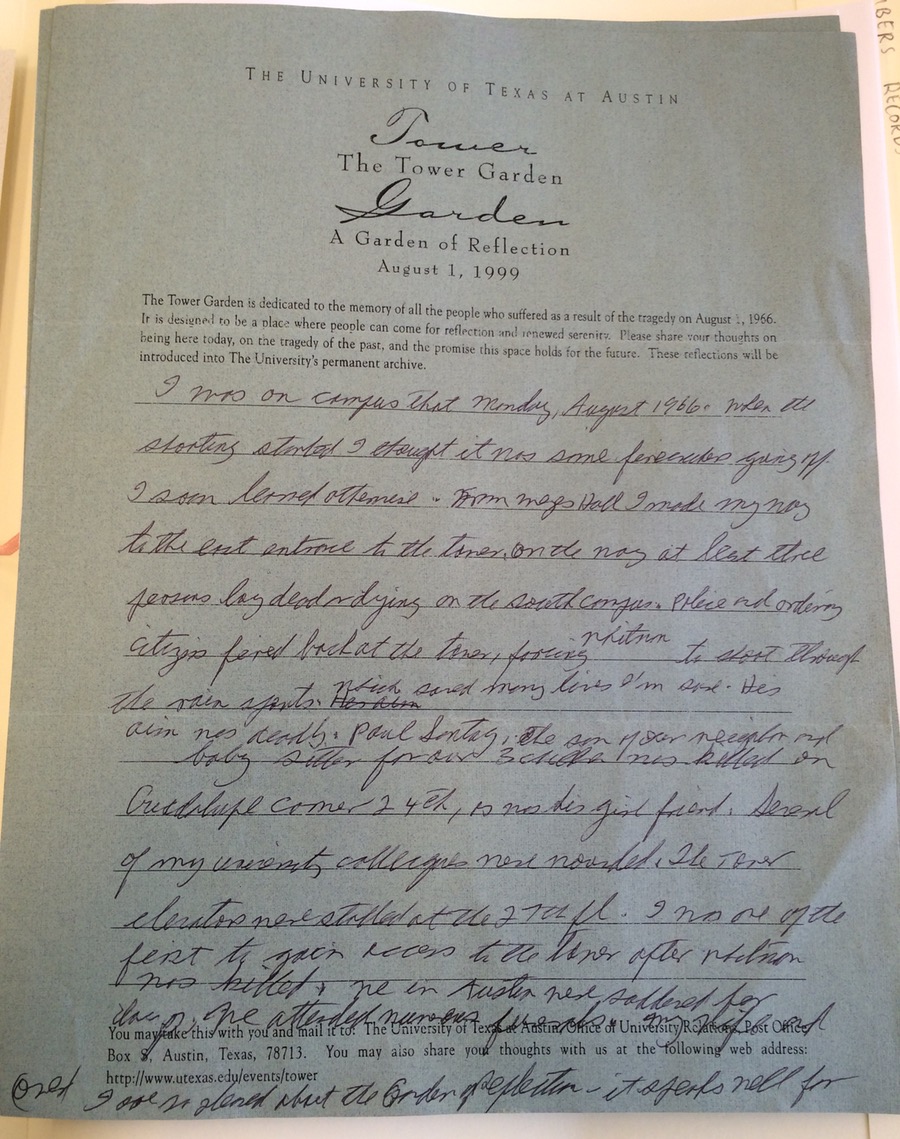 THE UNIVERSITY OF TEXAS AT AUSTIN
Tower
The Tower Garden
Garden
A Garden of Reflection
August 1, 1999
The Tower Garden is dedicated to the memory of all the people who suffered as a result of the tragedy on August 1, 1966.
It is designed to be a place where people can come for reflection and renewed serenity. Please share your thoughts on
being here today, on the tragedy of the past, and the promise this space holds for the future. These reflections will be
introduced into The University's permanent archive.
I was on campus that Monday, August 1966. When the
shooting started I thought it was some firecrackers going off.
I soon learned otherwise. From Mezes Hall I made my way
to the east entrance to the tower. On the way at least three
persons lay dead or dying on the south campus. Police and ordinary
citizens fired back at the tower, forcing Whitman to shoot through
the rain spouts. Her aim which saved many lives I'm sure. His
aim was deadly. Paul Sontag, the son of our neighbor and
baby sitter for our 3 children was killed on
Guadalupe corner 24th, as was his girl friend. Several
of my university colleagues were wounded. The Tower
elevators were stalled at the 27th fl. I was one of the
first to gain access to the tower after Whitman
was killed. We in Austin were saddened for
days. We attended numerous funerals. My wife and
You may take this with you and mail it to: The University of Texas at Austin, Office of University Relations, Post Office
Box 8, Austin, Texas, 78713. You may also share your thoughts with us at the following web address:
http://www.utexas.edu/events/tower
(over) I are so pleased about the Garden of Reflection - it speaks well for
BERS RECORDS